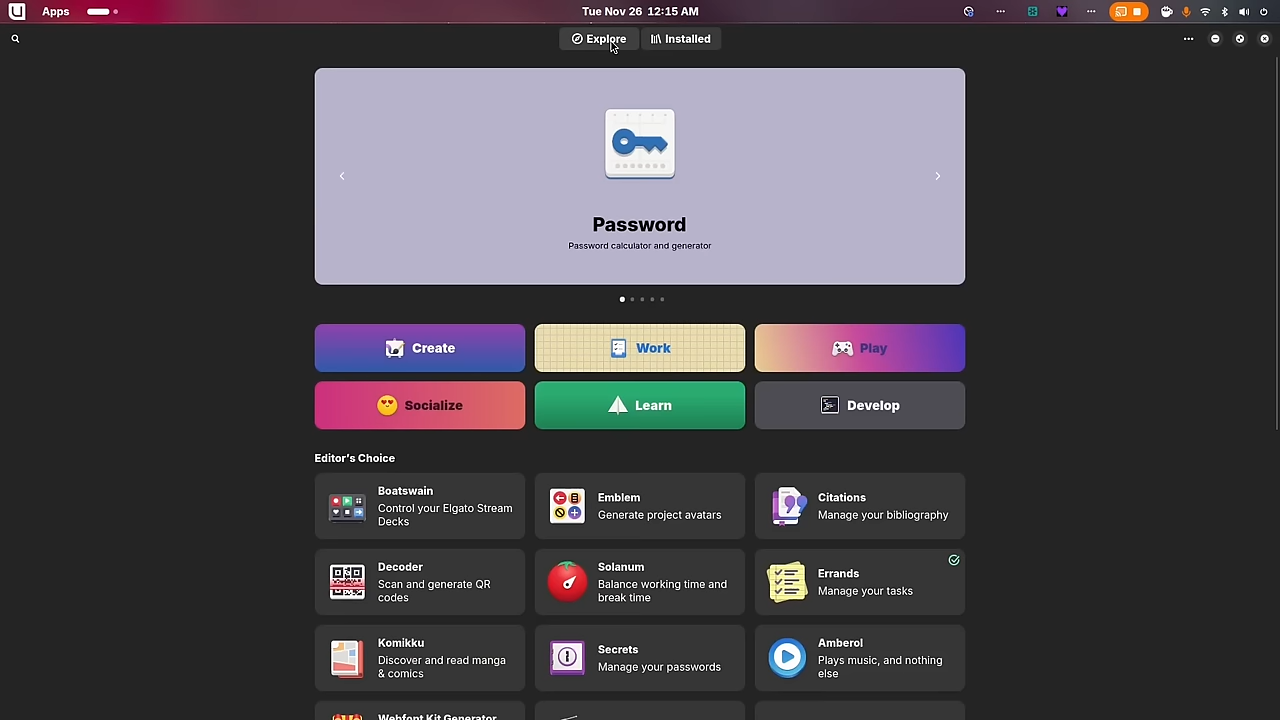 Apps
Tue Nov 26 12:15 AM
Explore
Installed
Password
Password calculator and generator
Create
Work
Play
Socialize
Learn
Develop
Editor's Choice
Boatswain
Control your Elgato Stream
Decks
Emblem
Generate project avatars
Citations
Manage your bibliography
Decoder
Scan and generate QR
codes
Solanum
Balance working time and
break time
Errands
Manage your tasks
Komikku
Discover and read manga
& comics
Secrets
Manage your passwords
Amberol
Plays music, and nothing
else
Webfont Kit Generator